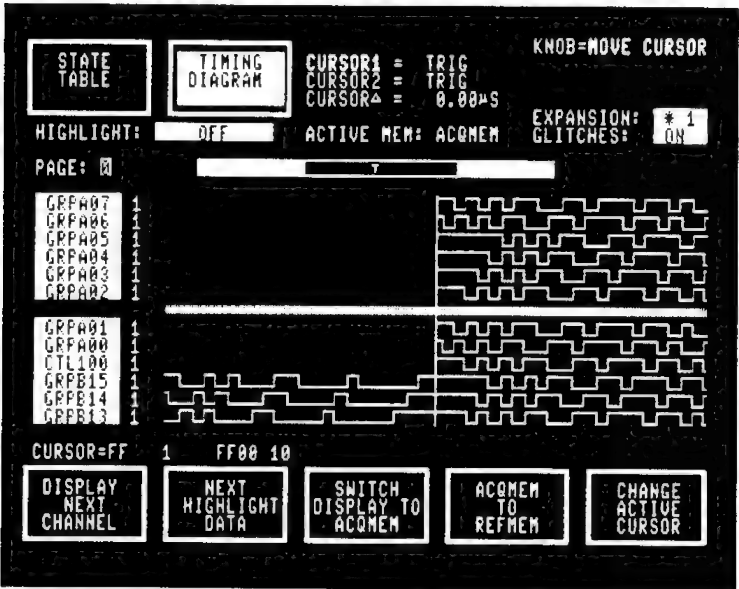 STATE TABLE
TIMING DIAGRAM
CURSOR1 = TRIG
CURSOR2 = TRIG
CURSOR△ = 0.00µS
KNOB=MOVE CURSOR
EXPANSION: * 1
GLITCHES: ON
HIGHLIGHT: OFF
ACTIVE MEM: ACQMEM
PAGE:
T
GRPA07 1
GRPA06 1
GRPA05 1
GRPA04 1
GRPA03 1
GRPA02 1
GRPA01 1
GRPA00 1
CTL100 1
GRPB15 1
GRPB14 1
GRPB13 1
CURSOR=FF 1 FF00 10
DISPLAY NEXT CHANNEL
NEXT HIGHLIGHT DATA
SWITCH DISPLAY TO ACQMEM
ACQMEM TO REFMEM
CHANGE ACTIVE CURSOR